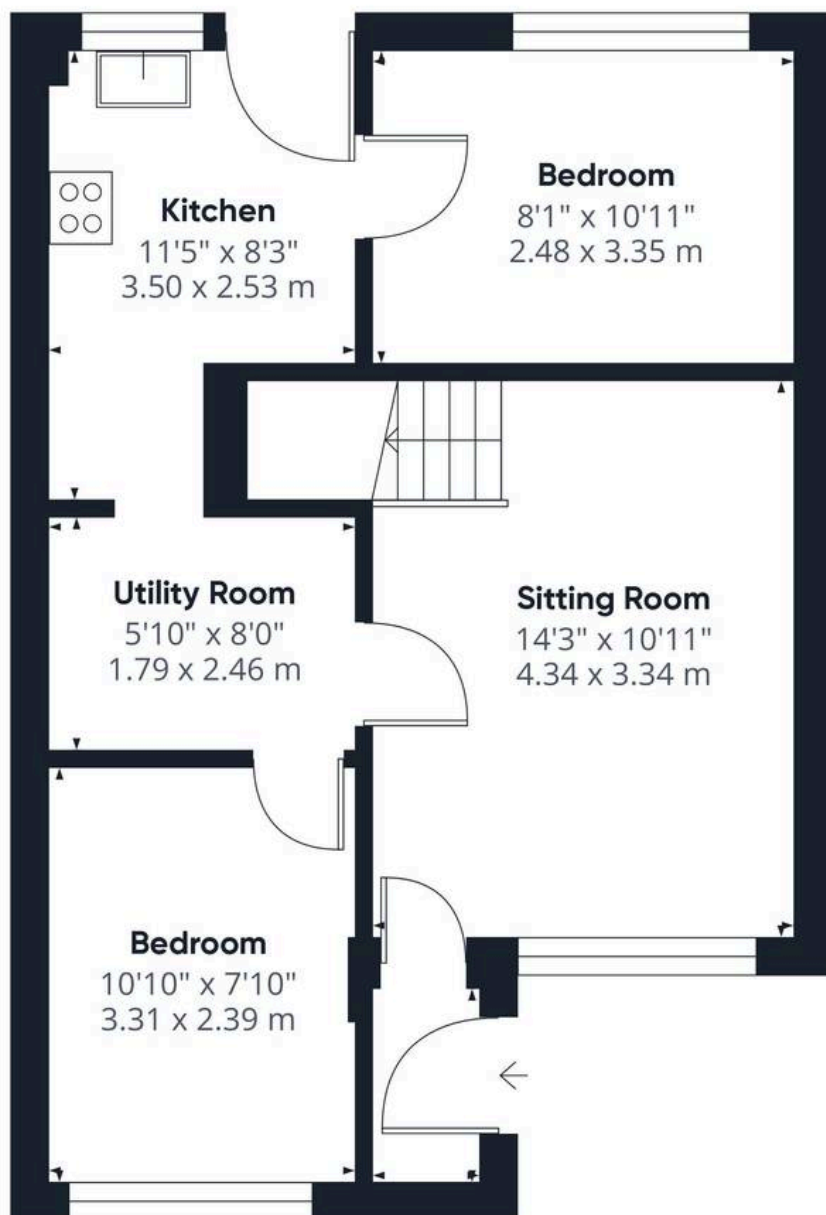 Kitchen
11'5" x 8'3"
3.50 x 2.53 m
Bedroom
8'1" x 10'11"
2.48 x 3.35 m
Utility Room
5'10" x 8'0"
1.79 x 2.46 m
Sitting Room
14'3" x 10'11"
4.34 x 3.34 m
Bedroom
10'10" x 7'10"
3.31 x 2.39 m